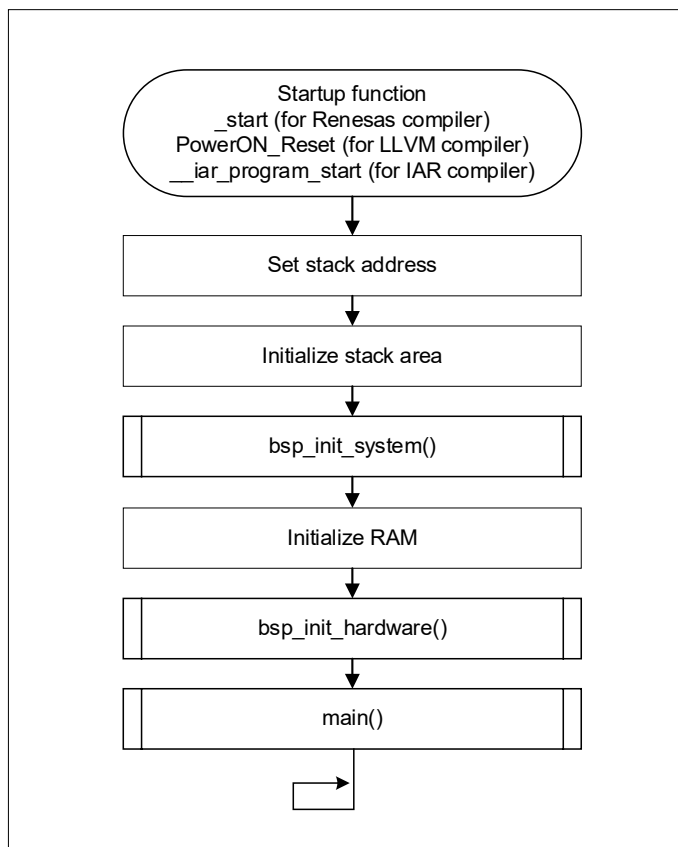 Startup function
_start (for Renesas compiler)
PowerON_Reset (for LLVM compiler)
__iar_program_start (for IAR compiler)
Set stack address
Initialize stack area
bsp_init_system()
Initialize RAM
bsp_init_hardware()
main()